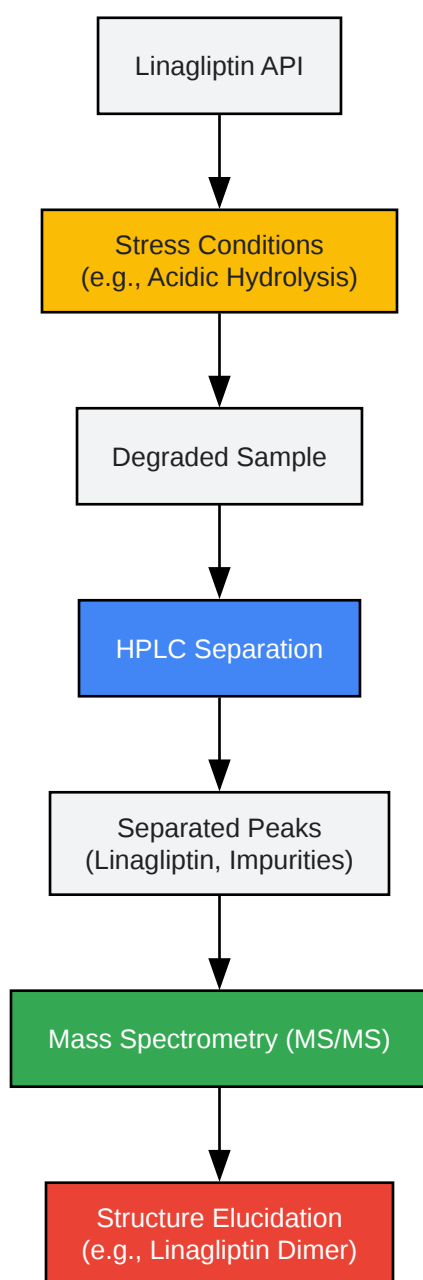 Linagliptin API
Stress Conditions
(e.g., Acidic Hydrolysis)
Degraded Sample
HPLC Separation
Separated Peaks
(Linagliptin, Impurities)
Mass Spectrometry (MS/MS)
Structure Elucidation
(e.g., Linagliptin Dimer)